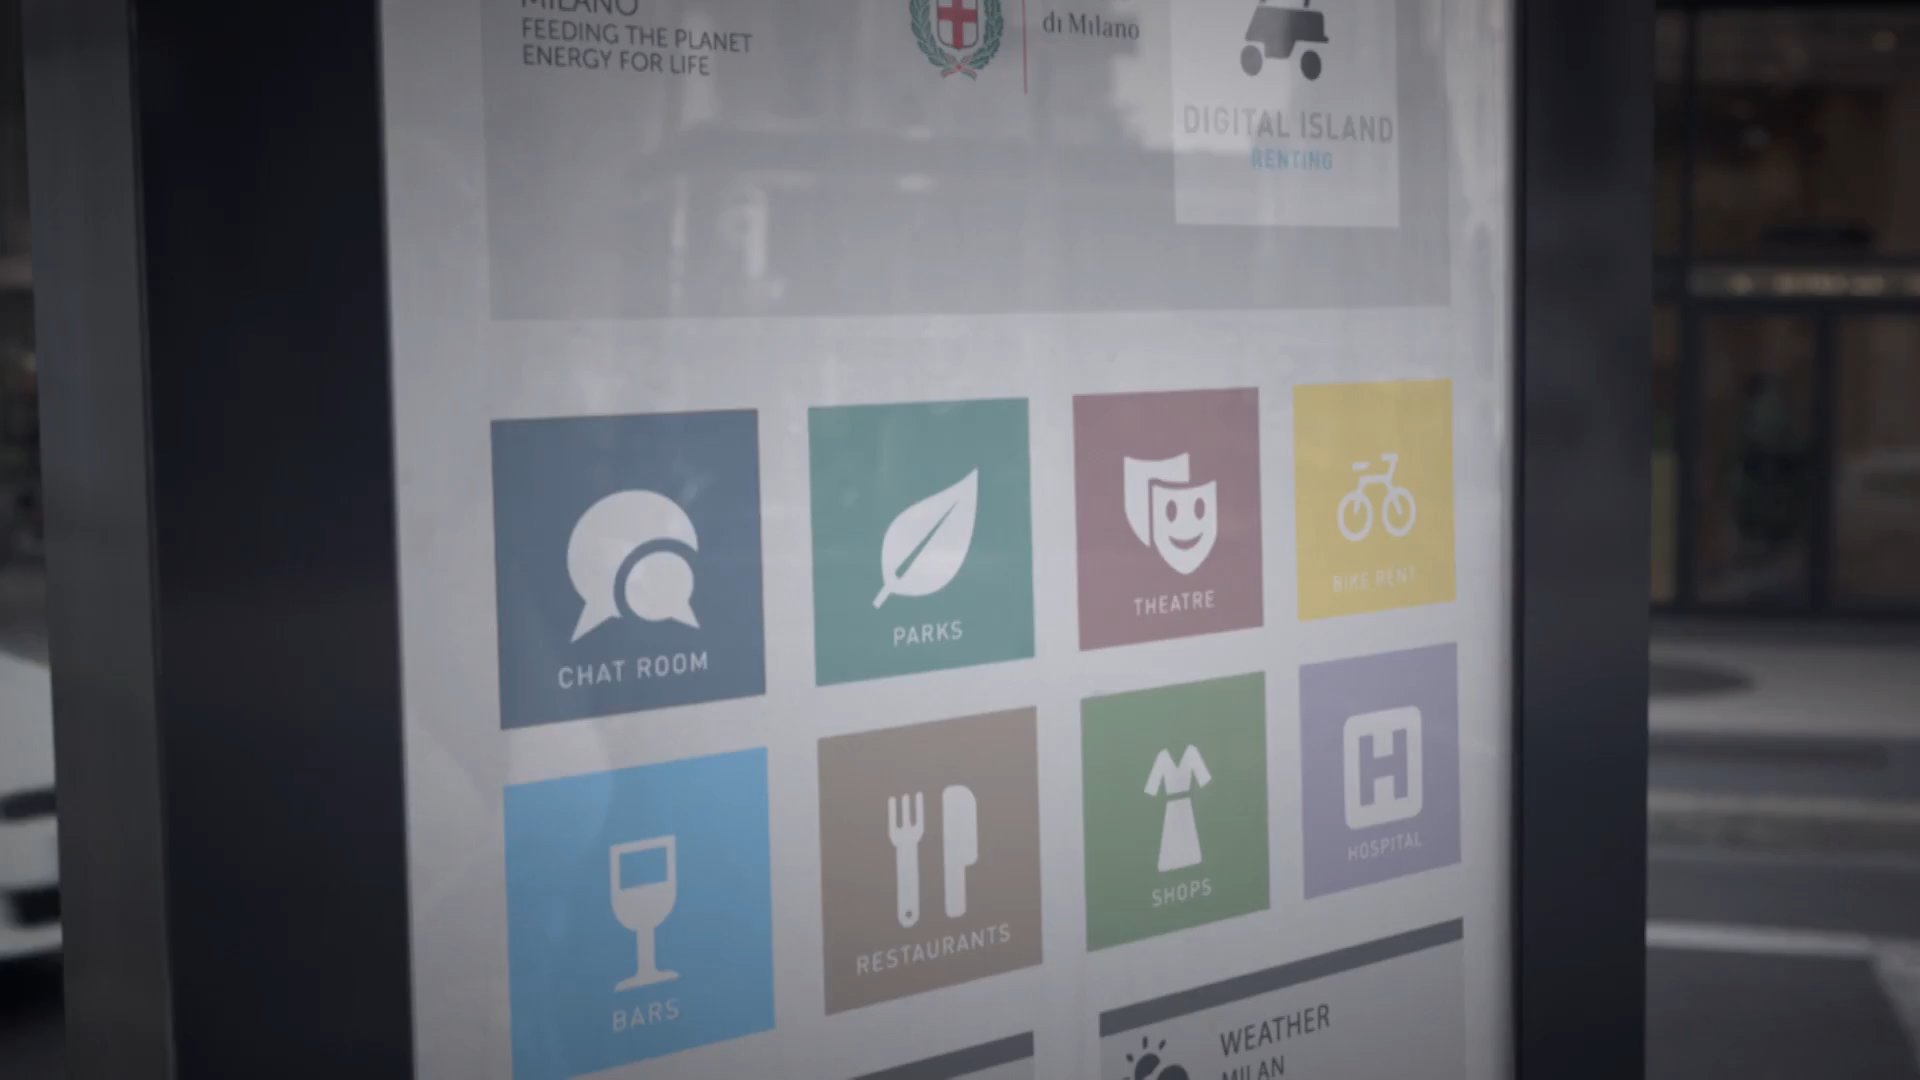 MILANO
FEEDING THE PLANET
ENERGY FOR LIFE
di Milano
DIGITAL ISLAND
RENTING
CHAT ROOM
PARKS
THEATRE
BIKE RENT
BARS
RESTAURANTS
SHOPS
H
HOSPITAL
WEATHER
MILAN